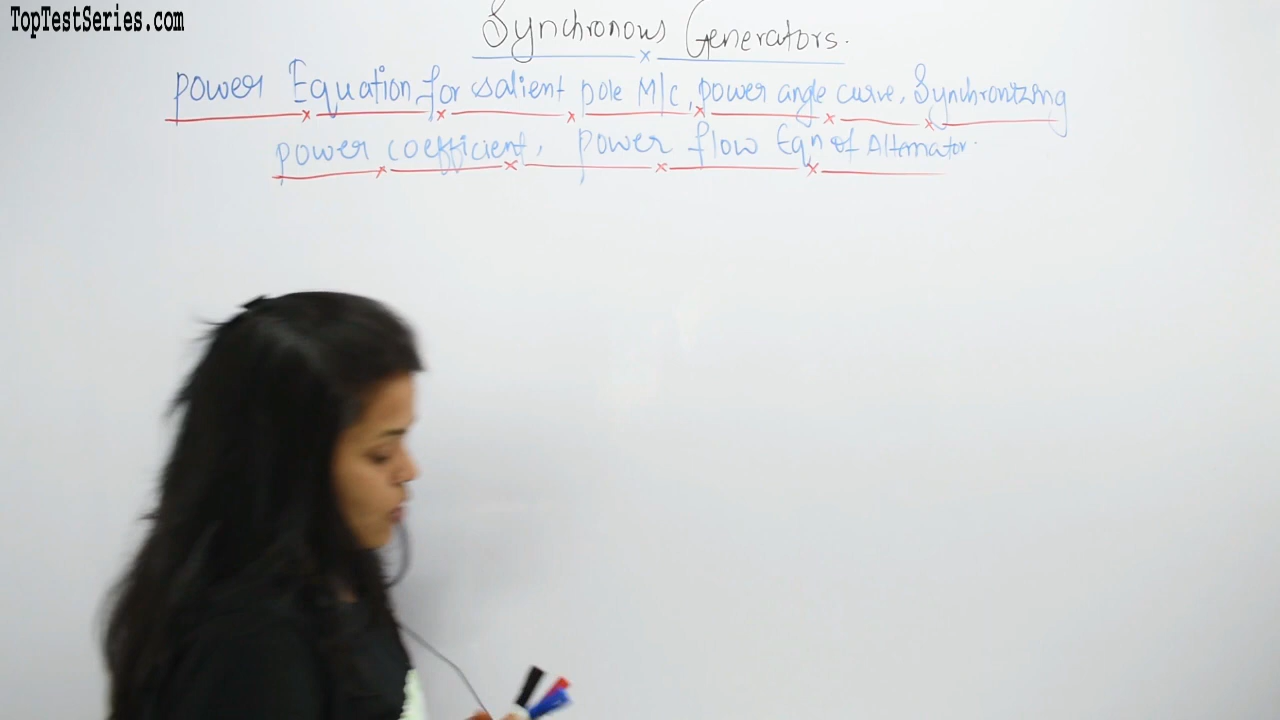 TopTestSeries.com
Synchronous Generators.
power Equation for salient pole M/c, power angle curve, Synchronizing
power coefficient, power flow Eqn of Alternator.